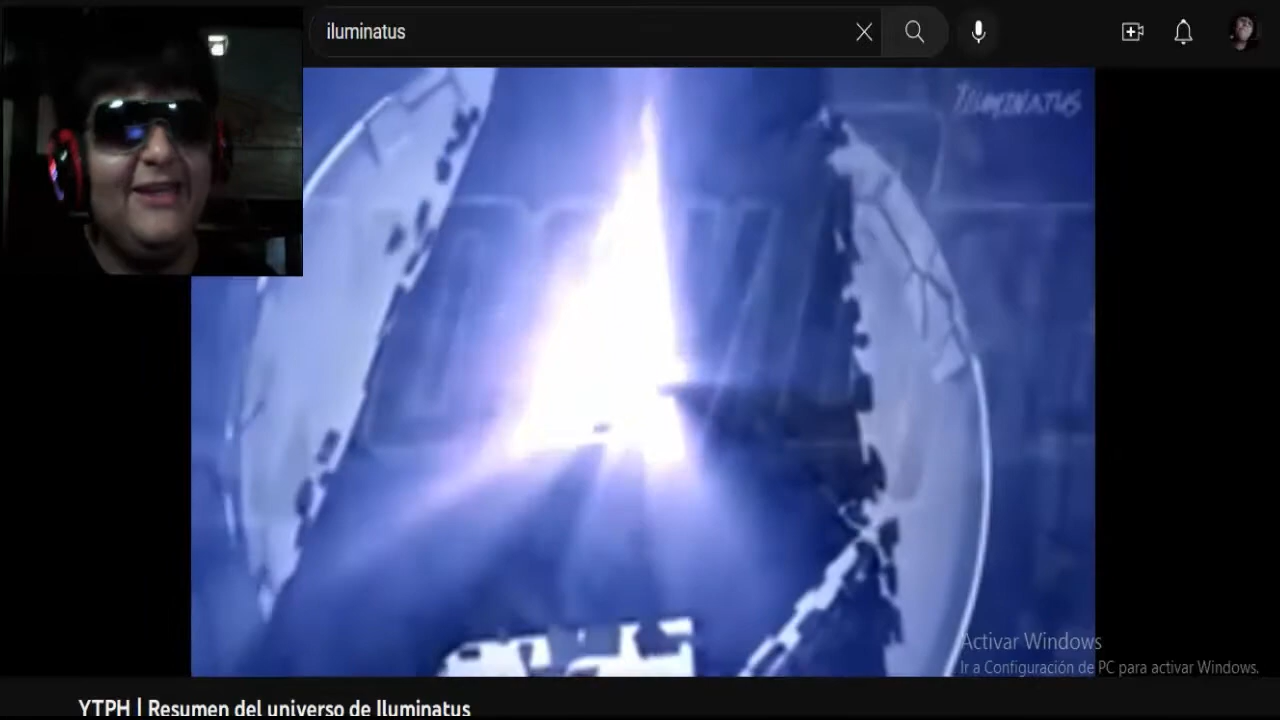 iluminatus
ILUMINATUS
Activar Windows
Ir a Configuración de PC para activar Windows.
YTPH | Resumen del universo de Iluminatus